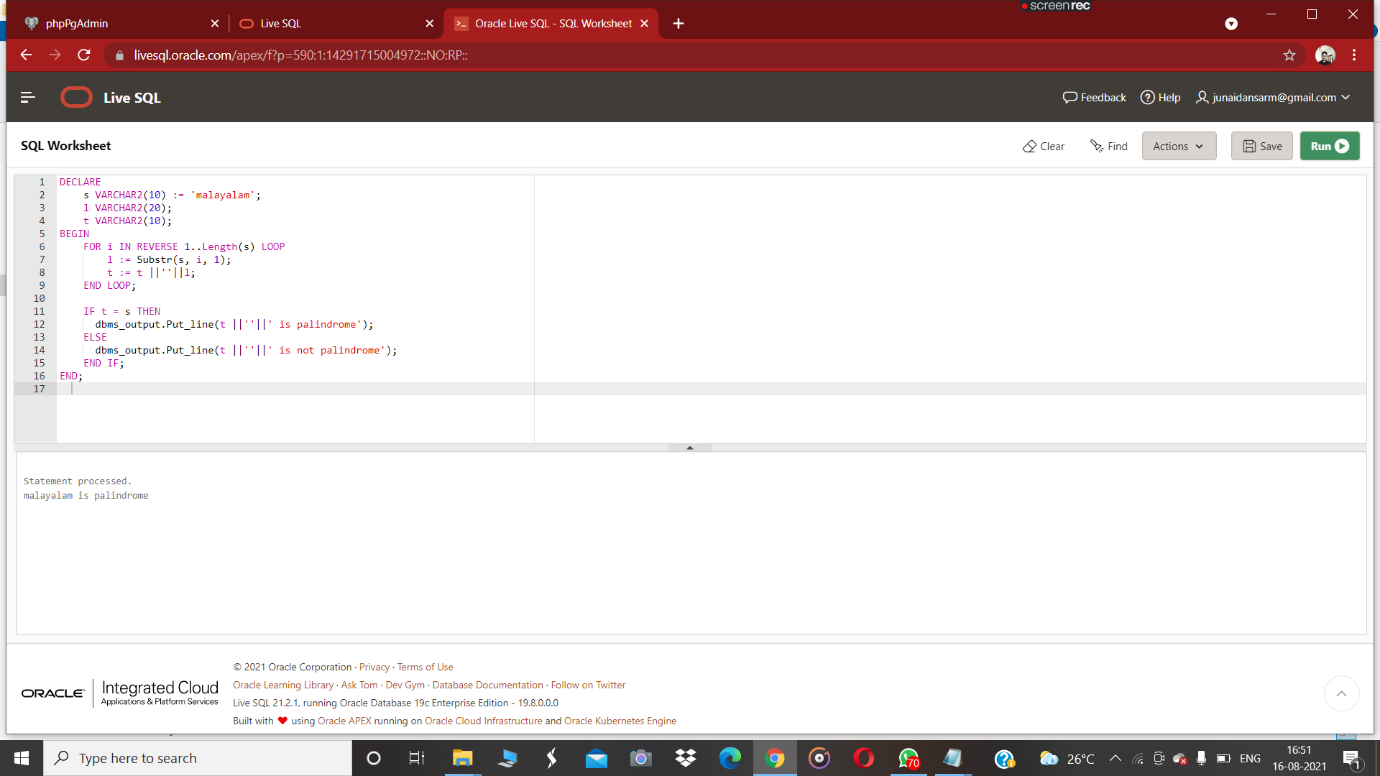 screenrec
phpPgAdmin
Live SQL
Oracle Live SQL - SQL Worksheet
livesql.oracle.com/apex/f?p=590:1:14291715004972::NO:RP::
Live SQL
Feedback
Help
junaidansarm@gmail.com
SQL Worksheet
Clear
Find
Actions
Save
Run
1 DECLARE
2 s VARCHAR2(10) := 'malayalam';
3 l VARCHAR2(20);
4 t VARCHAR2(10);
5 BEGIN
6 FOR i IN REVERSE 1..Length(s) LOOP
7 l := Substr(s, i, 1);
8 t := t ||''||l;
9 END LOOP;
10
11 IF t = s THEN
12 dbms_output.Put_line(t ||''||' is palindrome');
13 ELSE
14 dbms_output.Put_line(t ||''||' is not palindrome');
15 END IF;
16 END;
17
Statement processed.
malayalam is palindrome
ORACLE
Integrated Cloud
Applications & Platform Services
© 2021 Oracle Corporation · Privacy · Terms of Use
Oracle Learning Library · Ask Tom · Dev Gym · Database Documentation · Follow on Twitter
Live SQL 21.2.1, running Oracle Database 19c Enterprise Edition - 19.8.0.0.0
Built with ❤ using Oracle APEX running on Oracle Cloud Infrastructure and Oracle Kubernetes Engine
Type here to search
70
26°C
ENG
16:51
16-08-2021
1